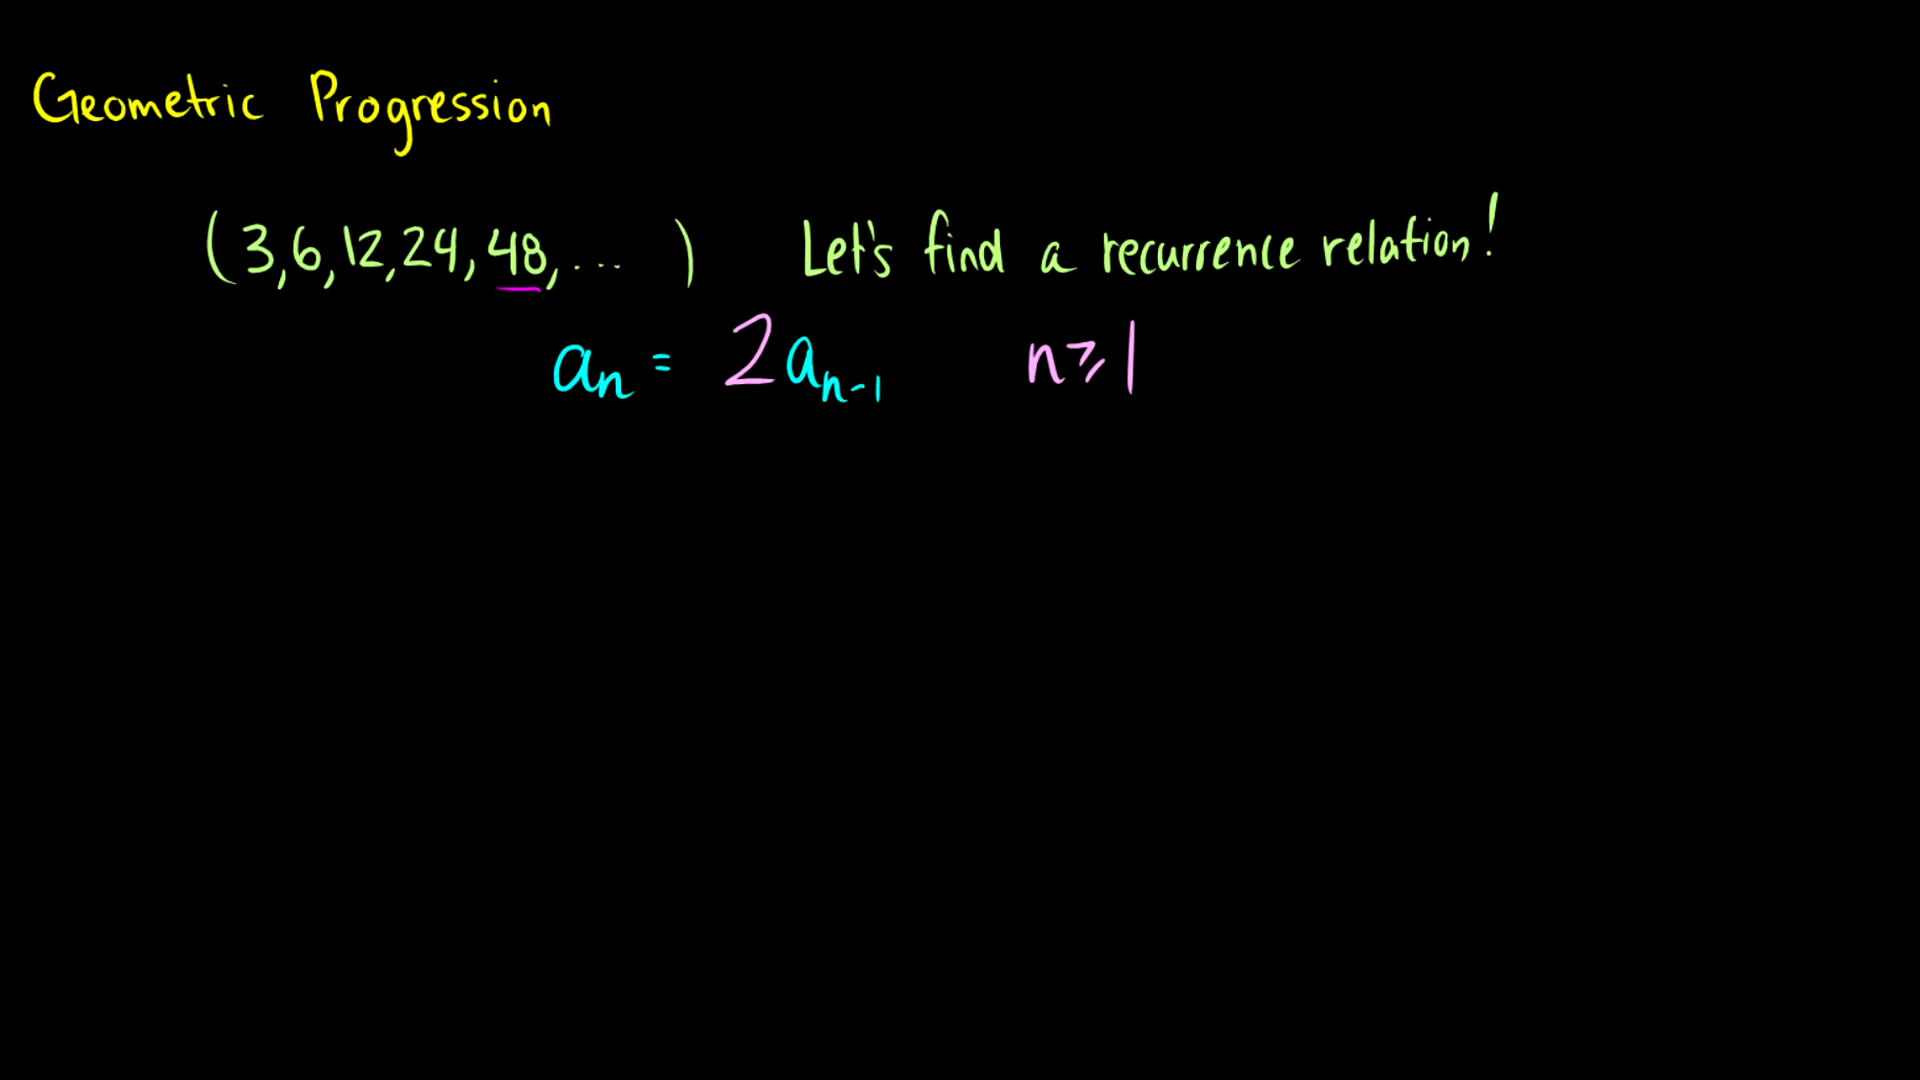 Geometric Progression
(3,6,12,24,48,... ) Let's find a recurrence relation!
aₙ = 2aₙ₋₁ n⩾1